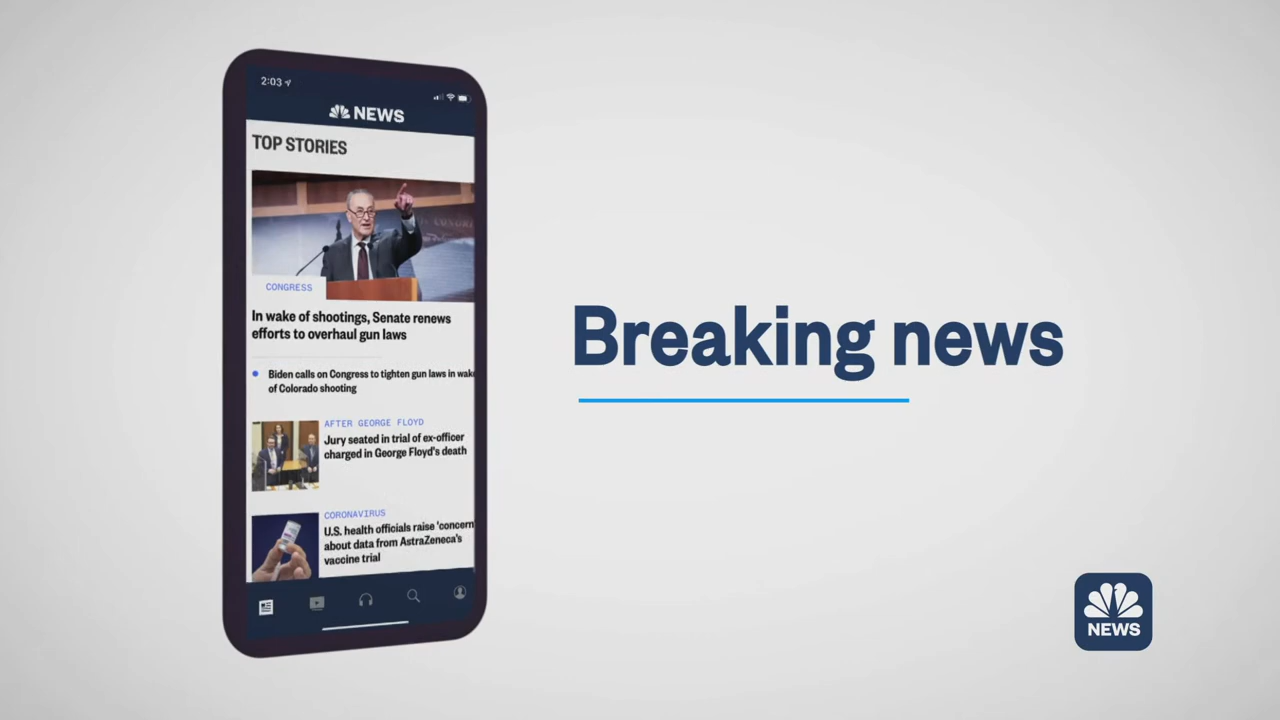 2:03
NEWS
TOP STORIES
CONGRESS
In wake of shootings, Senate renews
efforts to overhaul gun laws
Biden calls on Congress to tighten gun laws in wake
of Colorado shooting
AFTER GEORGE FLOYD
Jury seated in trial of ex-officer
charged in George Floyd's death
CORONAVIRUS
U.S. health officials raise 'concern
about data from AstraZeneca's
vaccine trial
Breaking news
NEWS